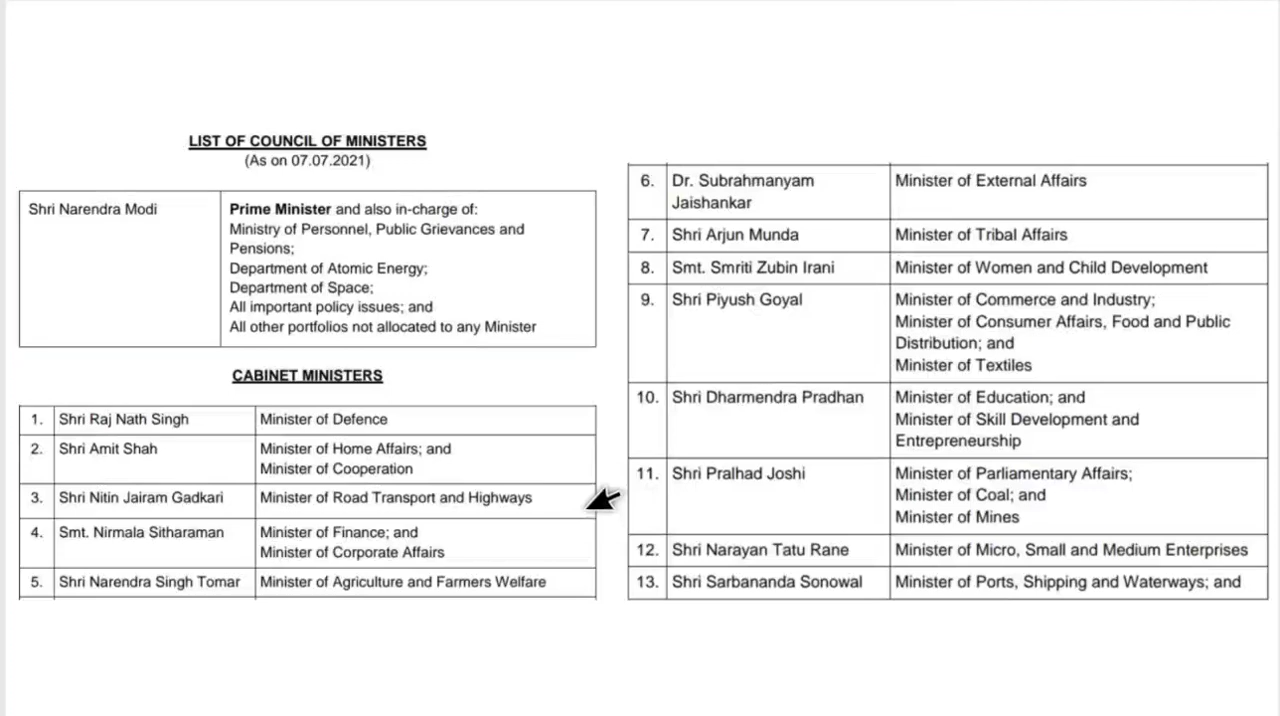 LIST OF COUNCIL OF MINISTERS
(As on 07.07.2021)
Shri Narendra Modi
Prime Minister and also in-charge of:
Ministry of Personnel, Public Grievances and
Pensions;
Department of Atomic Energy;
Department of Space;
All important policy issues; and
All other portfolios not allocated to any Minister
CABINET MINISTERS
1. Shri Raj Nath Singh Minister of Defence
2. Shri Amit Shah Minister of Home Affairs; and
Minister of Cooperation
3. Shri Nitin Jairam Gadkari Minister of Road Transport and Highways
4. Smt. Nirmala Sitharaman Minister of Finance; and
Minister of Corporate Affairs
5. Shri Narendra Singh Tomar Minister of Agriculture and Farmers Welfare
6. Dr. Subrahmanyam Minister of External Affairs
Jaishankar
7. Shri Arjun Munda Minister of Tribal Affairs
8. Smt. Smriti Zubin Irani Minister of Women and Child Development
9. Shri Piyush Goyal Minister of Commerce and Industry;
Minister of Consumer Affairs, Food and Public
Distribution; and
Minister of Textiles
10. Shri Dharmendra Pradhan Minister of Education; and
Minister of Skill Development and
Entrepreneurship
11. Shri Pralhad Joshi Minister of Parliamentary Affairs;
Minister of Coal; and
Minister of Mines
12. Shri Narayan Tatu Rane Minister of Micro, Small and Medium Enterprises
13. Shri Sarbananda Sonowal Minister of Ports, Shipping and Waterways; and